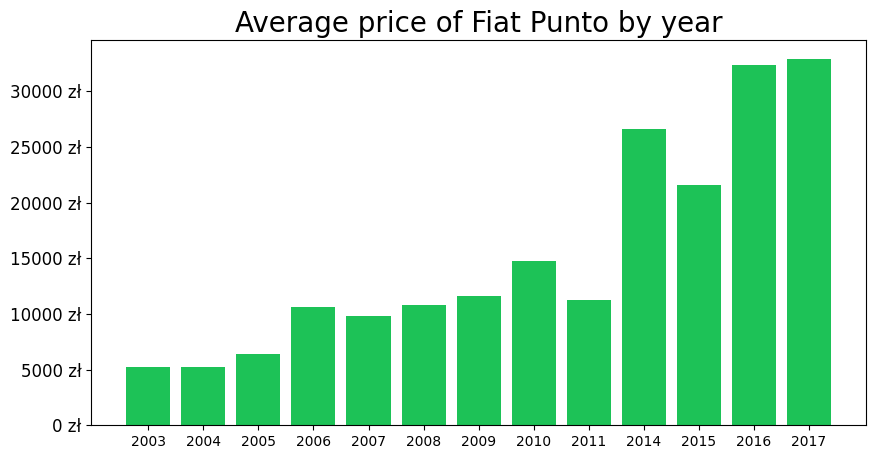 Average price of Fiat Punto by year
30000 zł
25000 zł
20000 zł
15000 zł
10000 zł
5000 zł
0 zł
2003 2004 2005 2006 2007 2008 2009 2010 2011 2014 2015 2016 2017